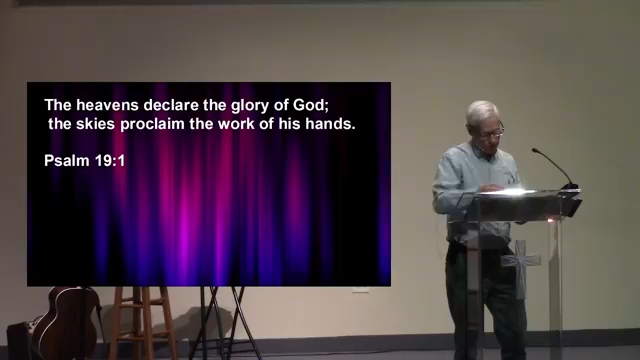 The heavens declare the glory of God;
the skies proclaim the work of his hands.
Psalm 19:1